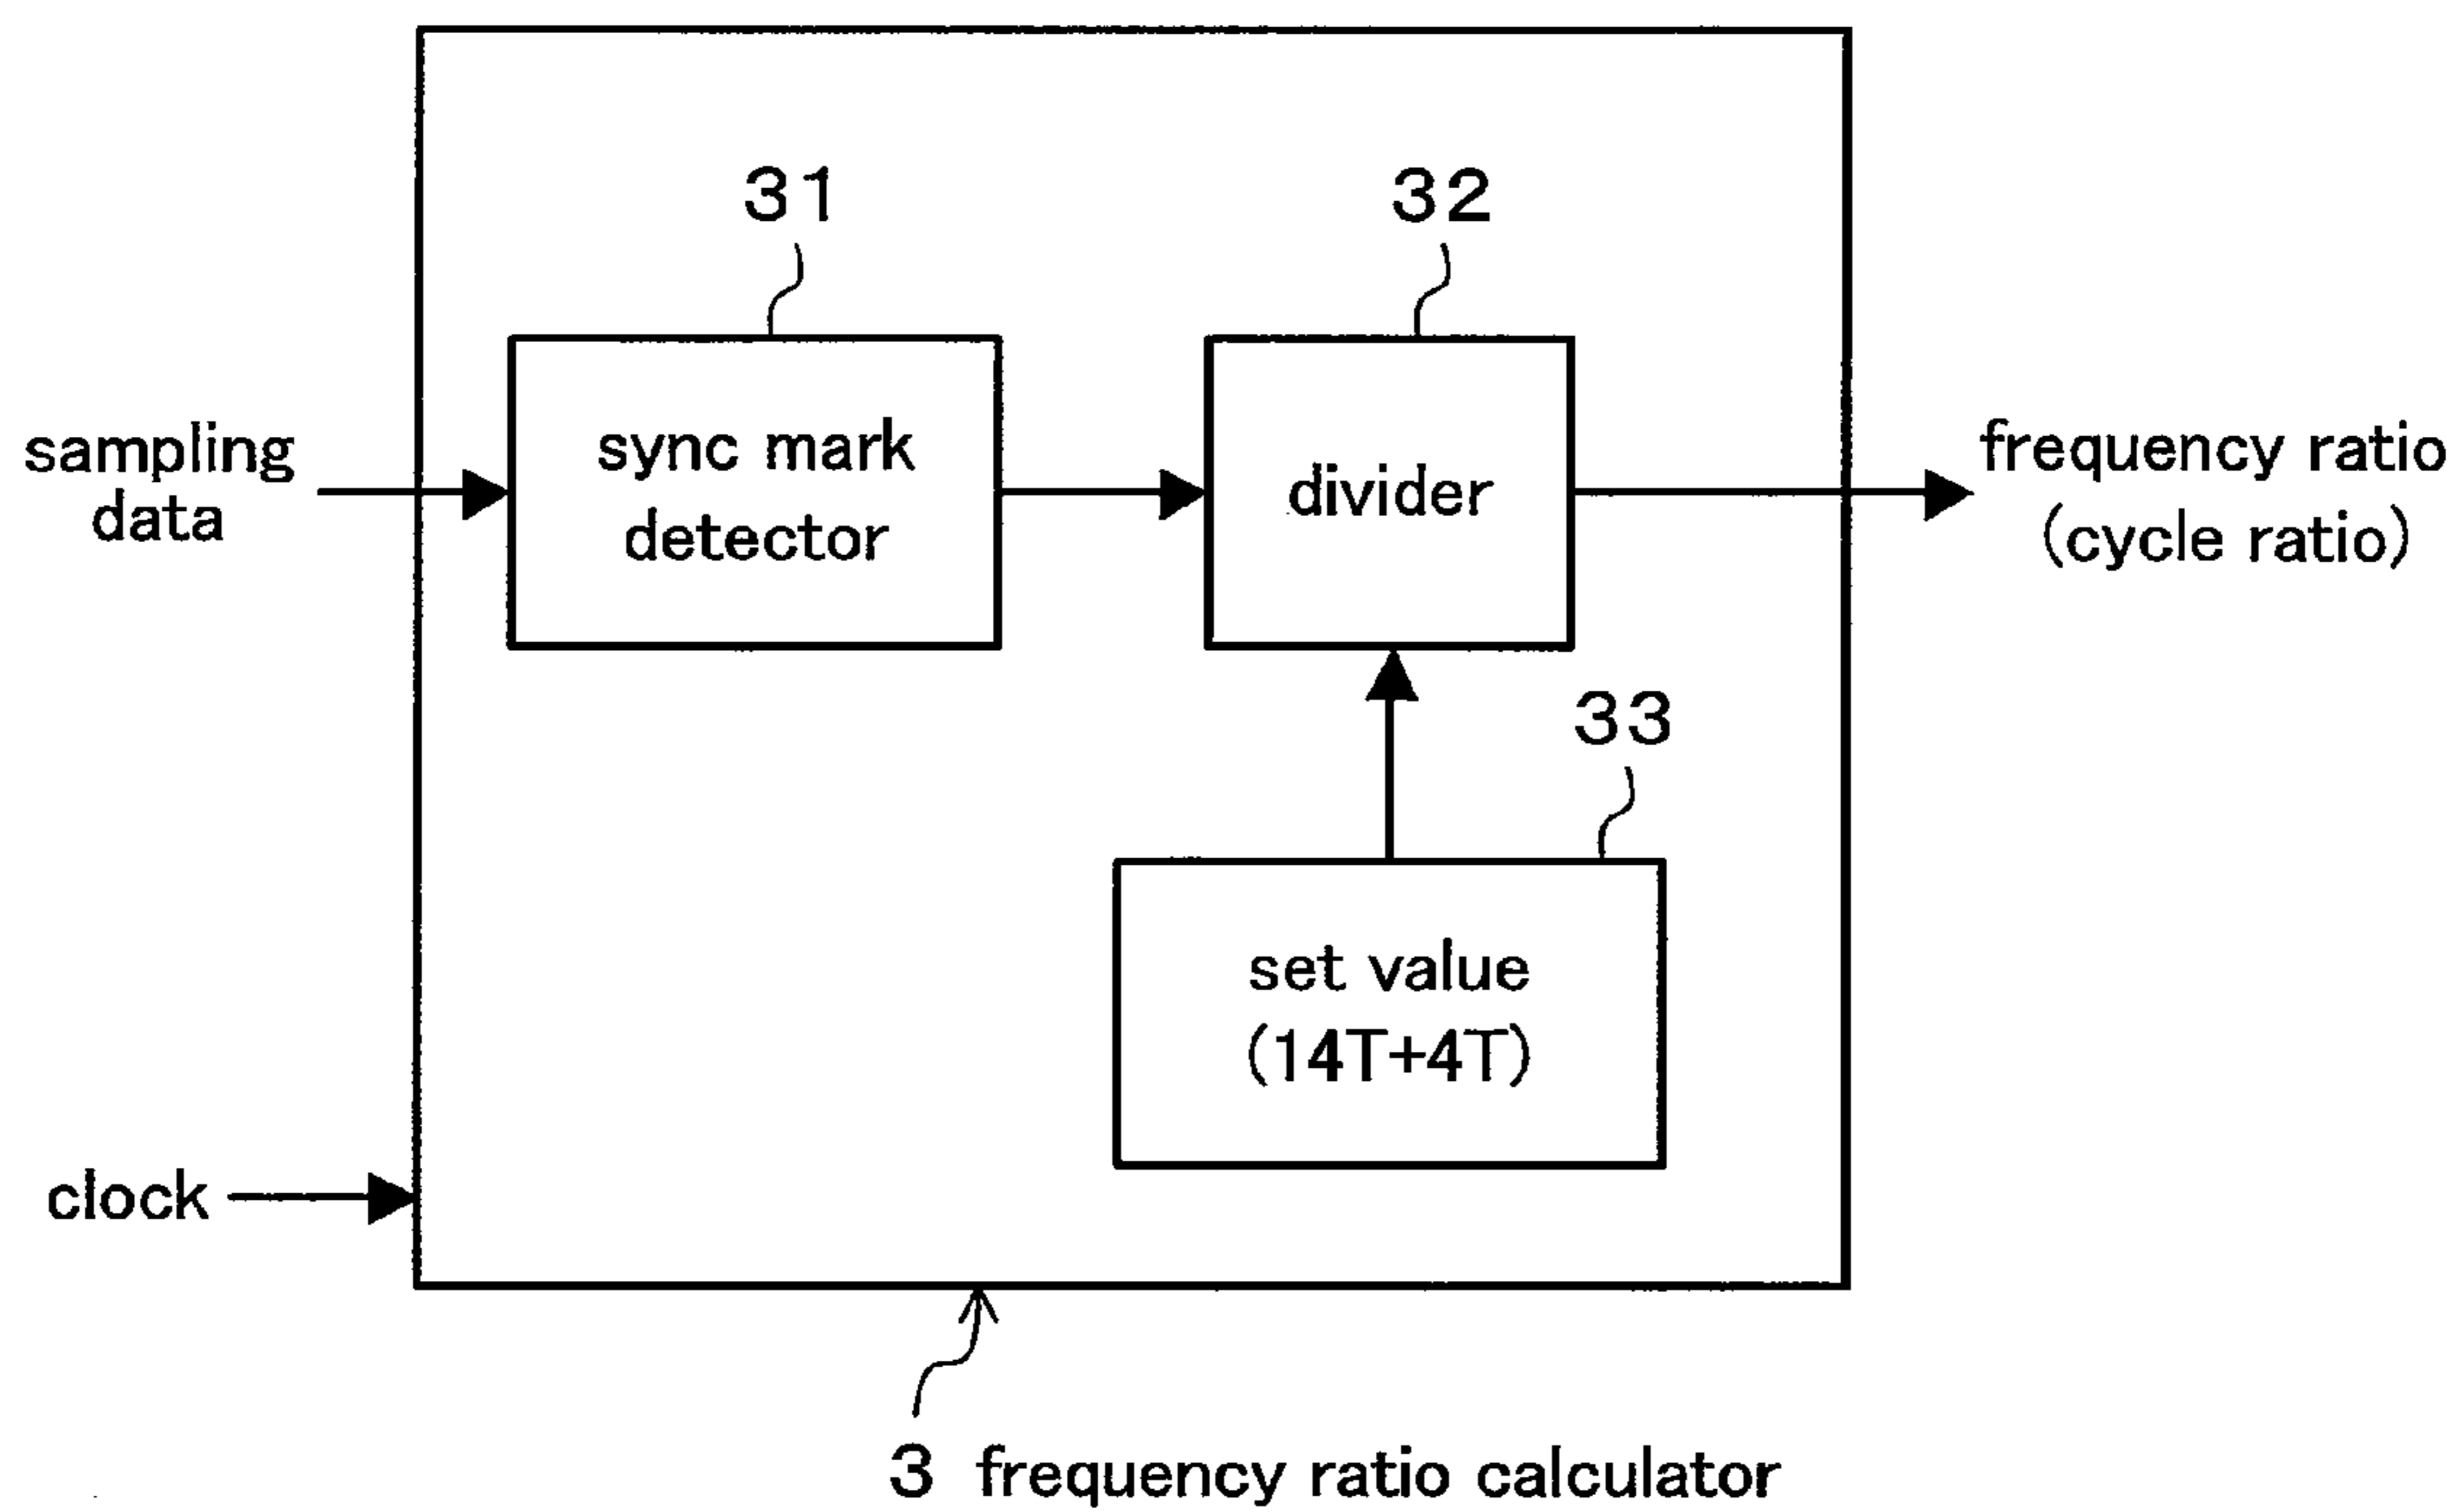 31
32
sampling
data
sync mark
detector
divider
frequency ratio
(cycle ratio)
33
set value
(14T+4T)
clock
3 frequency ratio calculator